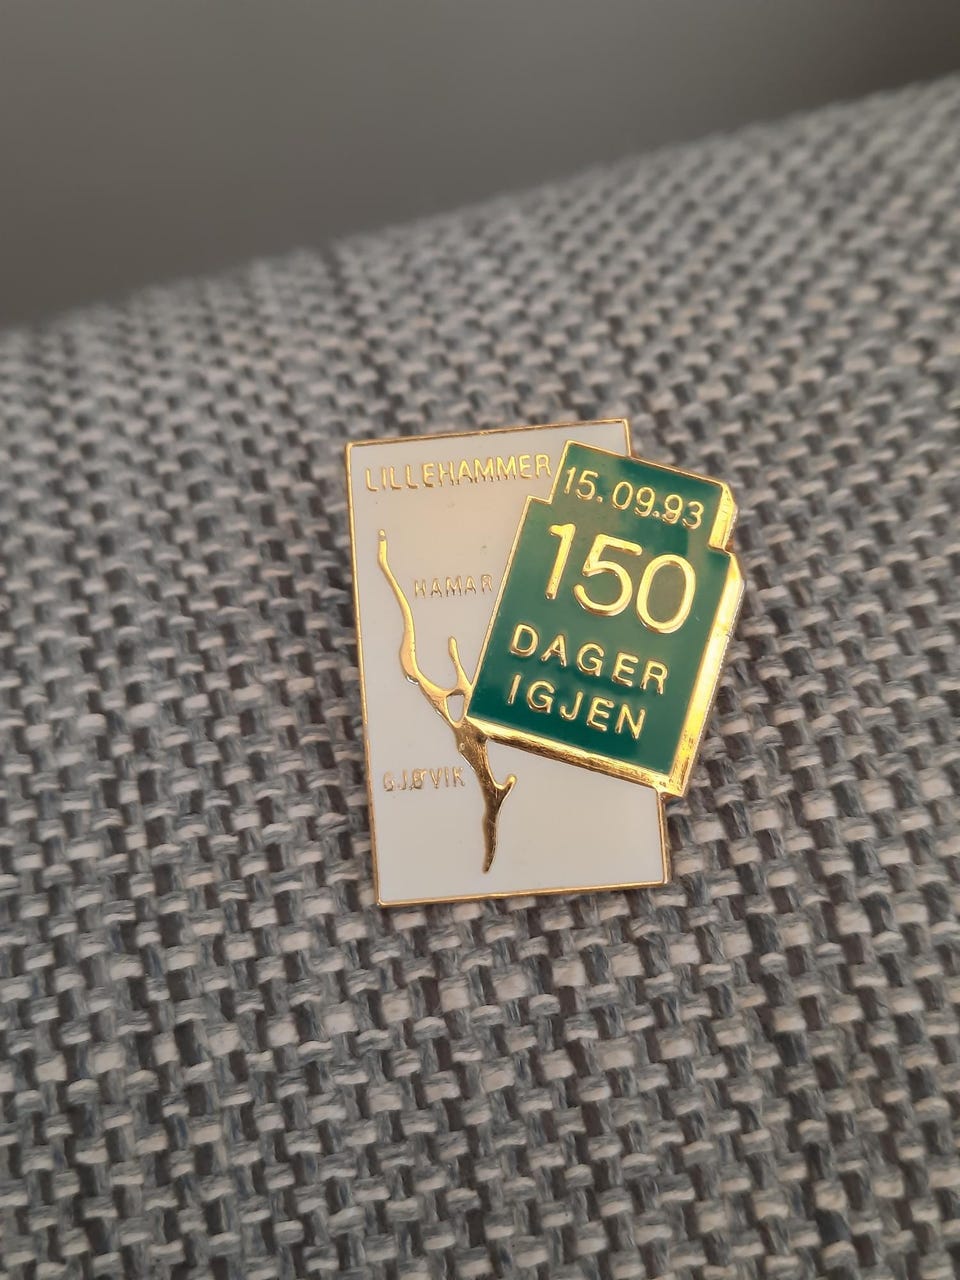 LILLEHAMMER
HAMAR
GJØVIK
15.09.93
150
DAGER
IGJEN